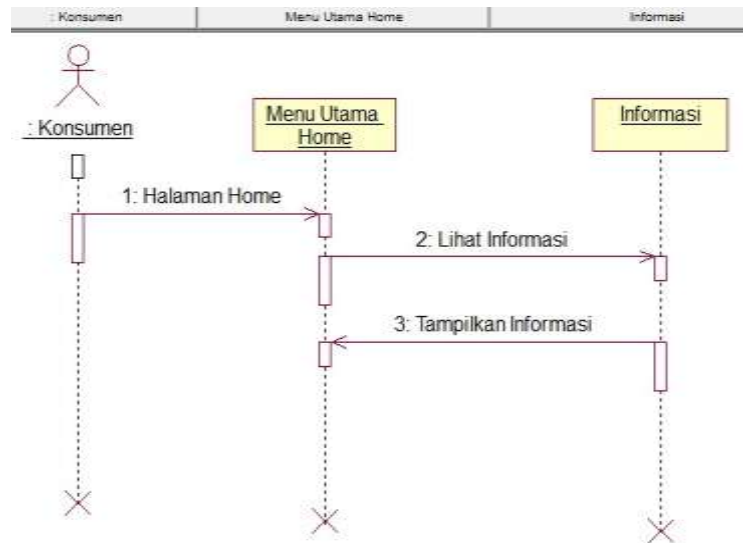 : Konsumen
Menu Utama Home
Informasi
: Konsumen
Menu Utama
Home
Informasi
1: Halaman Home
2: Lihat Informasi
3: Tampilkan Informasi